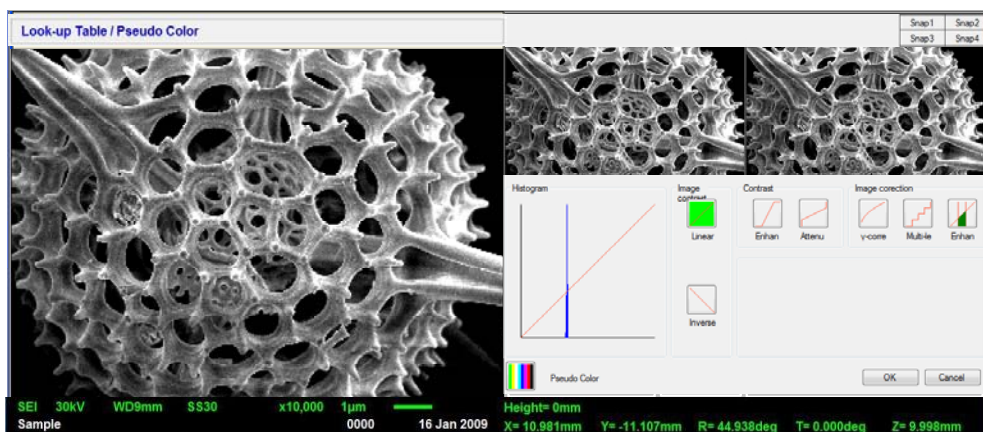 Look-up Table / Pseudo Color
Snap1 Snap2
Snap3 Snap4
Histogram
Image contrast
Contrast
Image corection
Linear
Enhan
Attenu
γ-corre
Multi-le
Enhan
Inverse
Pseudo Color
OK
Cancel
SEI 30kV WD9mm SS30 x10,000 1μm
Sample 0000 16 Jan 2009
Height= 0mm
X= 10.981mm Y= -11.107mm R= 44.938deg T= 0.000deg Z= 9.998mm